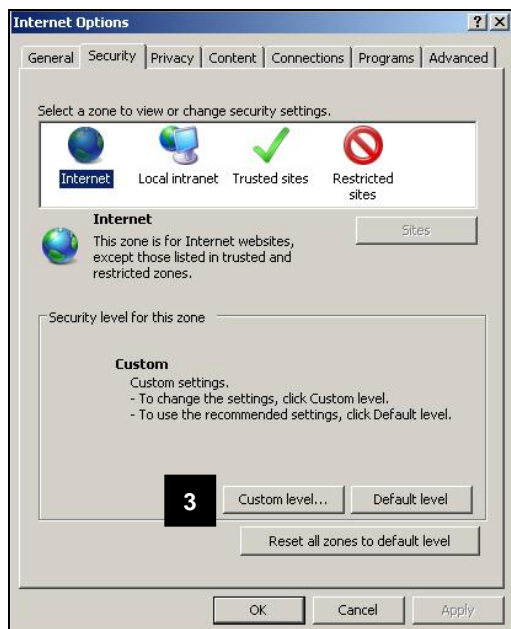 Internet Options
? X
General Security Privacy Content Connections Programs Advanced
Select a zone to view or change security settings.
Internet Local intranet Trusted sites Restricted
sites
Internet
Sites
This zone is for Internet websites,
except those listed in trusted and
restricted zones.
Security level for this zone
Custom
Custom settings.
- To change the settings, click Custom level.
- To use the recommended settings, click Default level.
3 Custom level... Default level
Reset all zones to default level
OK Cancel Apply